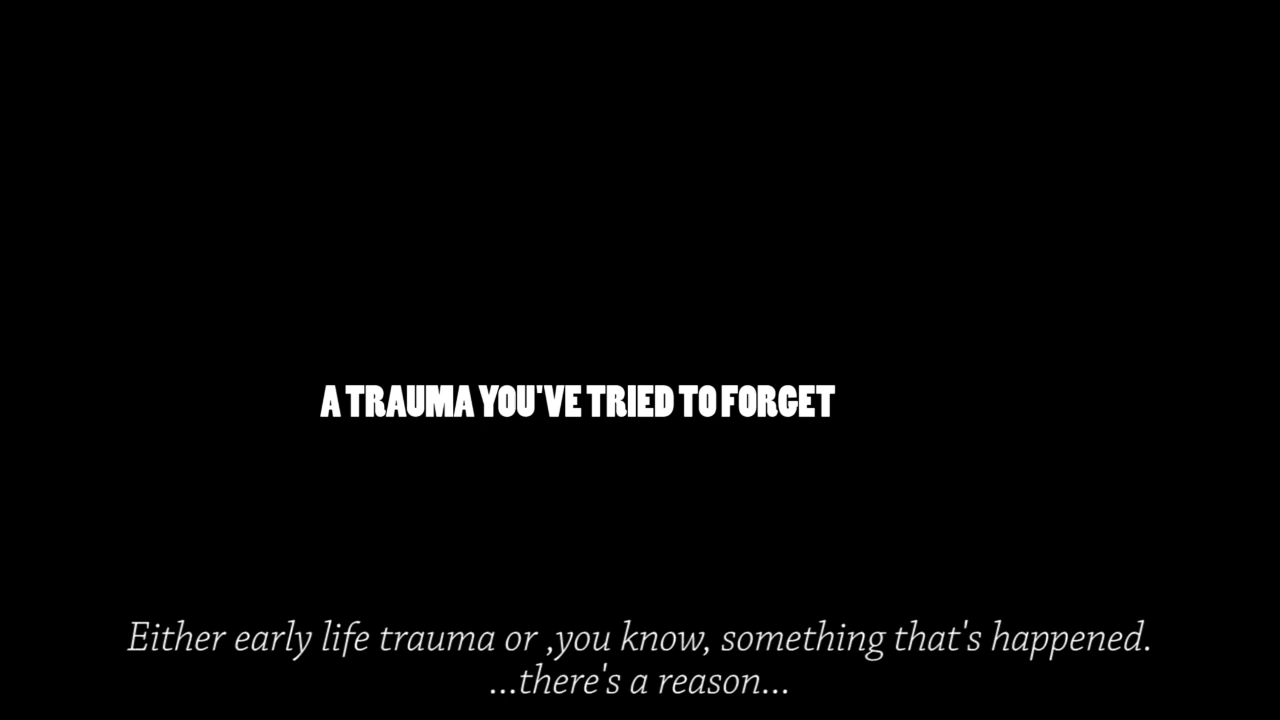 A TRAUMA YOU'VE TRIED TO FORGET
Either early life trauma or ,you know, something that's happened.
...there's a reason...